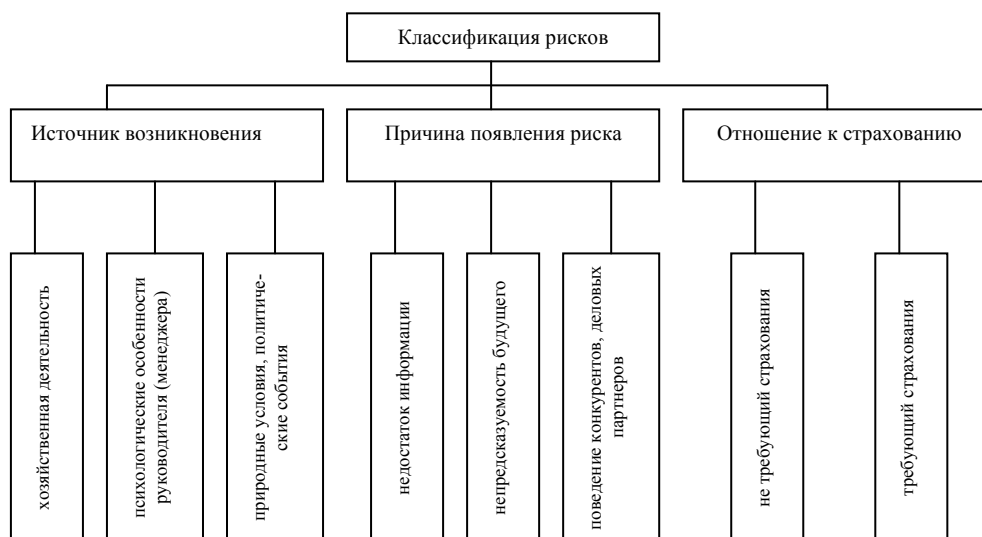 Классификация рисков
Источник возникновения
Причина появления риска
Отношение к страхованию
хозяйственная деятельность
психологические особенности
руководителя (менеджера)
природные условия, политиче-
ские события
недостаток информации
непредсказуемость будущего
поведение конкурентов, деловых
партнеров
не требующий страхования
требующий страхования